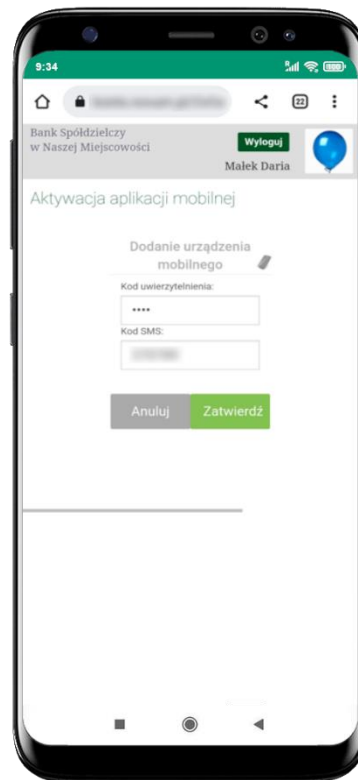 9:34
22
Bank Spółdzielczy
w Naszej Miejscowości
Wyloguj
Małek Daria
Aktywacja aplikacji mobilnej
Dodanie urządzenia
mobilnego
Kod uwierzytelnienia:
••••
Kod SMS:
Anuluj Zatwierdź